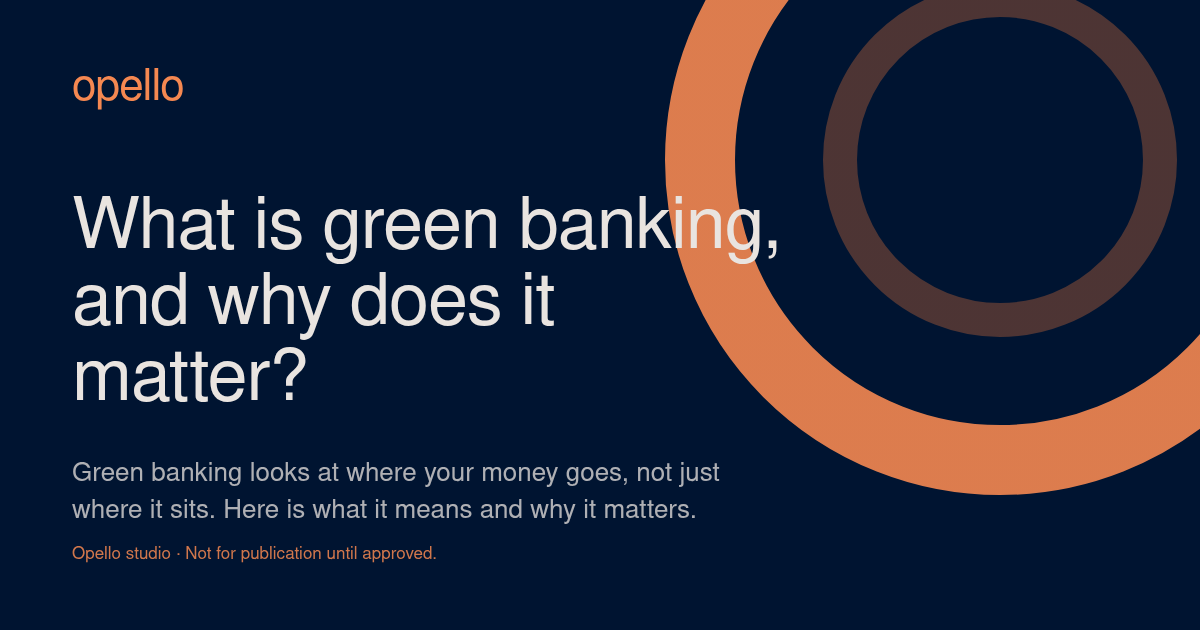 opello
What is green banking,
and why does it
matter?
Green banking looks at where your money goes, not just
where it sits. Here is what it means and why it matters.
Opello studio · Not for publication until approved.